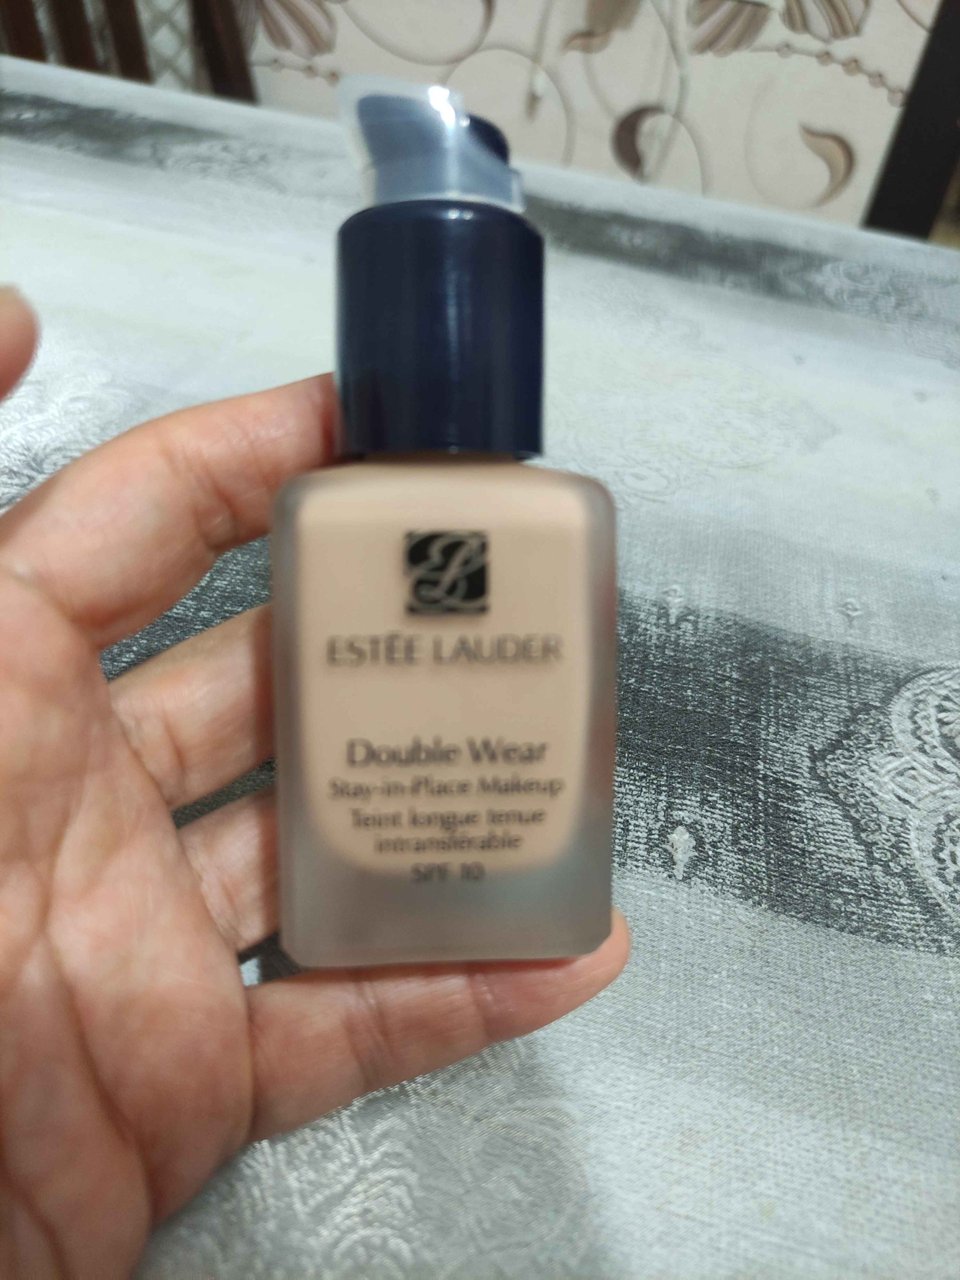 ESTĒE LAUDER
Double Wear
Stay-in-Place Makeup
Teint longue tenue
intransférable
SPF 10